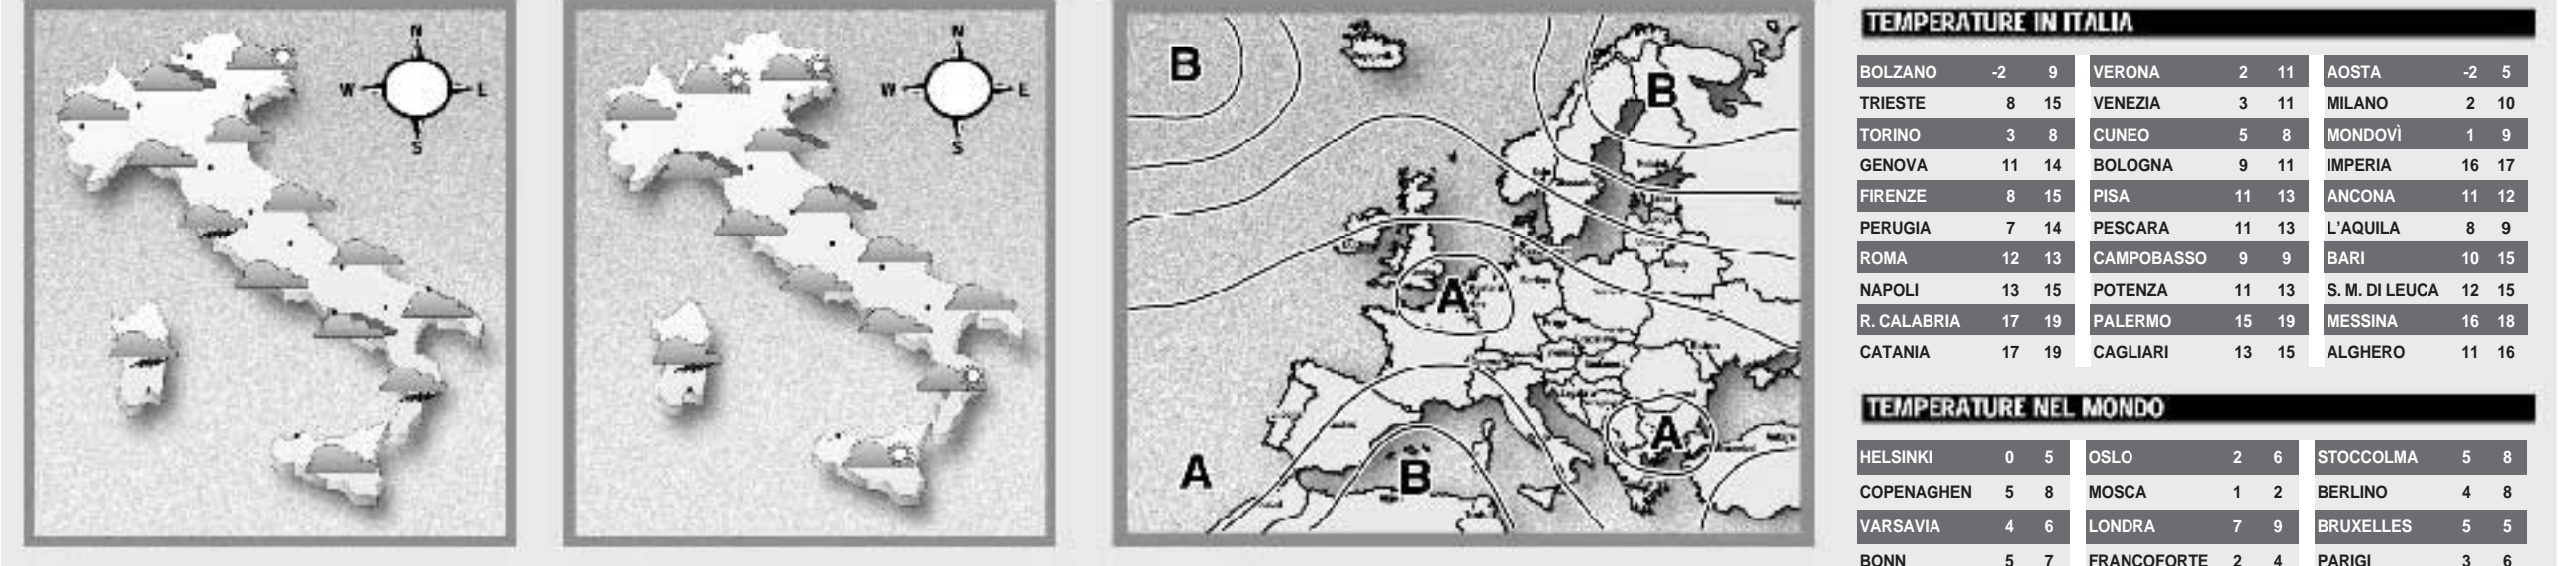 N
W E
S
N
W E
S
B
B
A
A
A
B
TEMPERATURE IN ITALIA
BOLZANO -2 9 VERONA 2 11 AOSTA -2 5
TRIESTE 8 15 VENEZIA 3 11 MILANO 2 10
TORINO 3 8 CUNEO 5 8 MONDOVÌ 1 9
GENOVA 11 14 BOLOGNA 9 11 IMPERIA 16 17
FIRENZE 8 15 PISA 11 13 ANCONA 11 12
PERUGIA 7 14 PESCARA 11 13 L'AQUILA 8 9
ROMA 12 13 CAMPOBASSO 9 9 BARI 10 15
NAPOLI 13 15 POTENZA 11 13 S. M. DI LEUCA 12 15
R. CALABRIA 17 19 PALERMO 15 19 MESSINA 16 18
CATANIA 17 19 CAGLIARI 13 15 ALGHERO 11 16
TEMPERATURE NEL MONDO
HELSINKI 0 5 OSLO 2 6 STOCCOLMA 5 8
COPENAGHEN 5 8 MOSCA 1 2 BERLINO 4 8
VARSAVIA 4 6 LONDRA 7 9 BRUXELLES 5 5
BONN 5 7 FRANCOFORTE 2 4 PARIGI 3 6